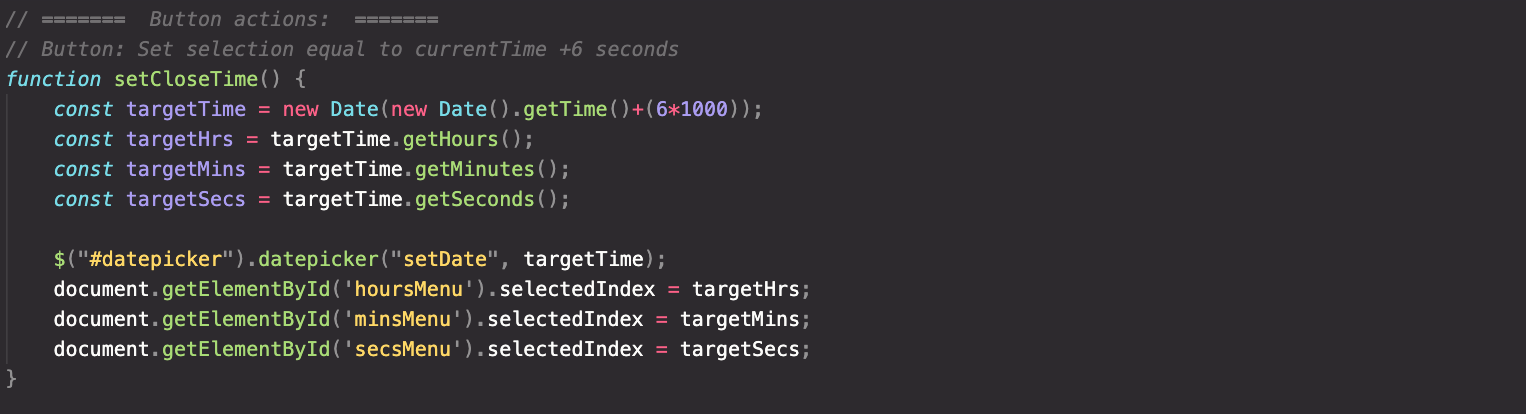 // =======  Button actions:  =======
// Button: Set selection equal to currentTime +6 seconds
function setCloseTime() {
    const targetTime = new Date(new Date().getTime()+(6*1000));
    const targetHrs = targetTime.getHours();
    const targetMins = targetTime.getMinutes();
    const targetSecs = targetTime.getSeconds();

    $("#datepicker").datepicker("setDate", targetTime);
    document.getElementById('hoursMenu').selectedIndex = targetHrs;
    document.getElementById('minsMenu').selectedIndex = targetMins;
    document.getElementById('secsMenu').selectedIndex = targetSecs;
}